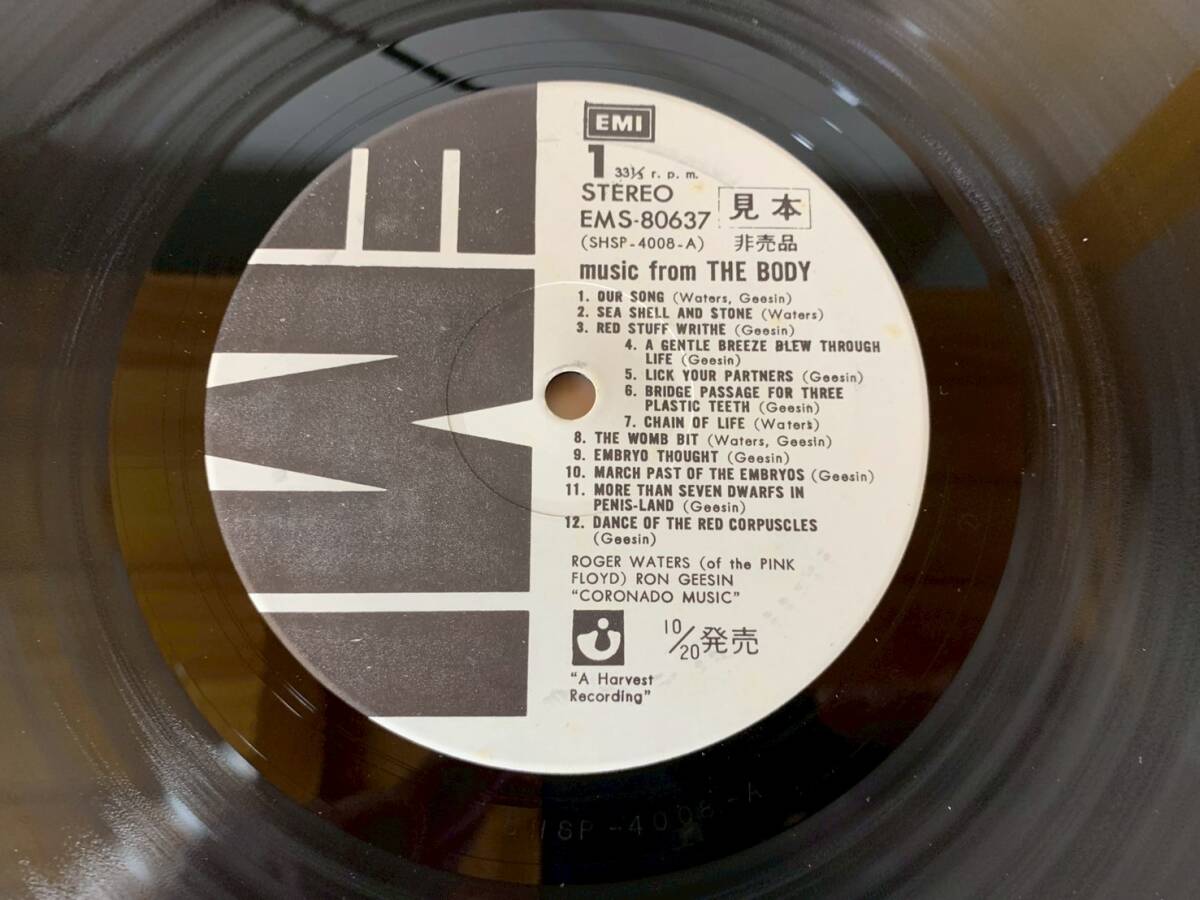 EMI
1 33⅓ r. p. m.
STEREO
EMS-80637
見本
(SHSP-4008-A)
非売品
music from THE BODY
1. OUR SONG (Waters, Geesin)
2. SEA SHELL AND STONE (Waters)
3. RED STUFF WRITHE (Geesin)
4. A GENTLE BREEZE BLEW THROUGH
LIFE (Geesin)
5. LICK YOUR PARTNERS (Geesin)
6. BRIDGE PASSAGE FOR THREE
PLASTIC TEETH (Geesin)
7. CHAIN OF LIFE (Waters)
8. THE WOMB BIT (Waters, Geesin)
9. EMBRYO THOUGHT (Geesin)
10. MARCH PAST OF THE EMBRYOS (Geesin)
11. MORE THAN SEVEN DWARFS IN
PENIS-LAND (Geesin)
12. DANCE OF THE RED CORPUSCLES
(Geesin)
ROGER WATERS (of the PINK
FLOYD) RON GEESIN
"CORONADO MUSIC"
10/20発売
"A Harvest
Recording"
SHSP-4008-A